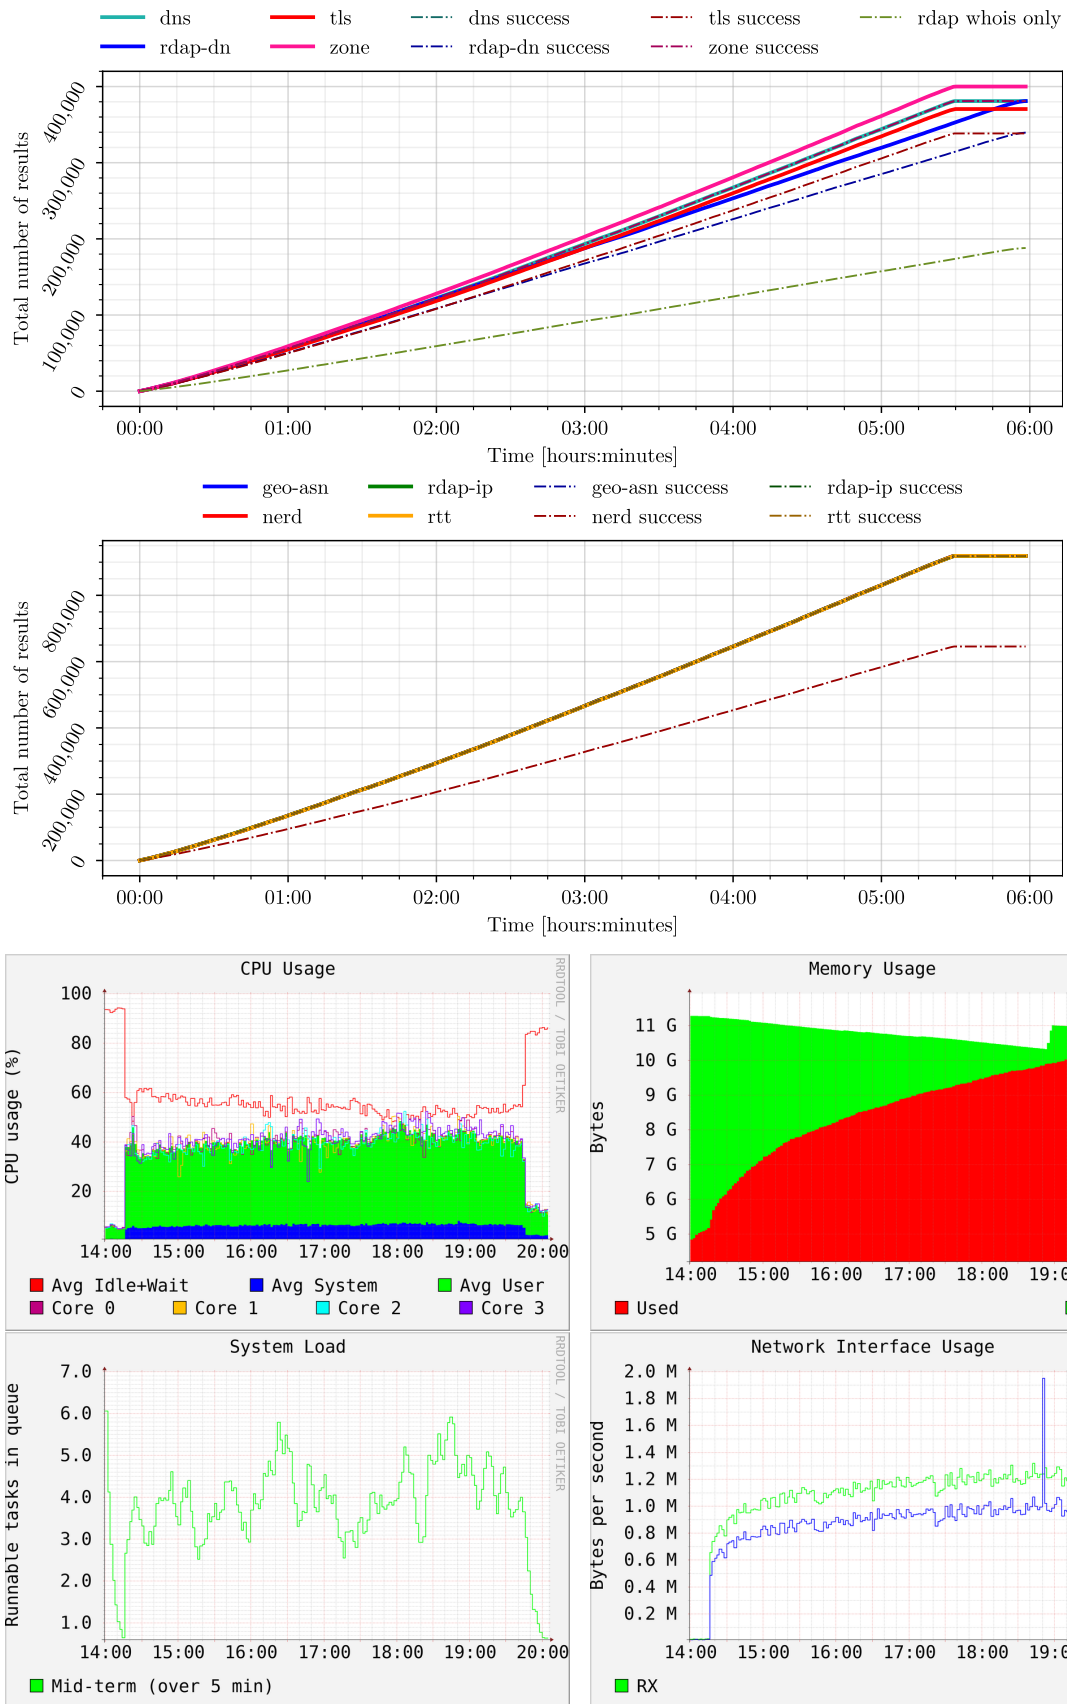 dns tls dns success tls success rdap whois only
rdap-dn zone rdap-dn success zone success
400,000
300,000
200,000
100,000
0
Total number of results
00:00 01:00 02:00 03:00 04:00 05:00 06:00
Time [hours:minutes]
geo-asn rdap-ip geo-asn success rdap-ip success
nerd rtt nerd success rtt success
800,000
600,000
400,000
200,000
0
Total number of results
00:00 01:00 02:00 03:00 04:00 05:00 06:00
Time [hours:minutes]
CPU Usage
RRDTOOL / TOBI OETIKER
CPU usage (%)
100
80
60
40
20
14:00 15:00 16:00 17:00 18:00 19:00 20:00
Avg Idle+Wait Avg System Avg User
Core 0 Core 1 Core 2 Core 3
Memory Usage
Bytes
11 G
10 G
9 G
8 G
7 G
6 G
5 G
14:00 15:00 16:00 17:00 18:00 19:0
Used
System Load
RRDTOOL / TOBI OETIKER
Runnable tasks in queue
7.0
6.0
5.0
4.0
3.0
2.0
1.0
14:00 15:00 16:00 17:00 18:00 19:00 20:00
Mid-term (over 5 min)
Network Interface Usage
Bytes per second
2.0 M
1.8 M
1.6 M
1.4 M
1.2 M
1.0 M
0.8 M
0.6 M
0.4 M
0.2 M
14:00 15:00 16:00 17:00 18:00 19:0
RX